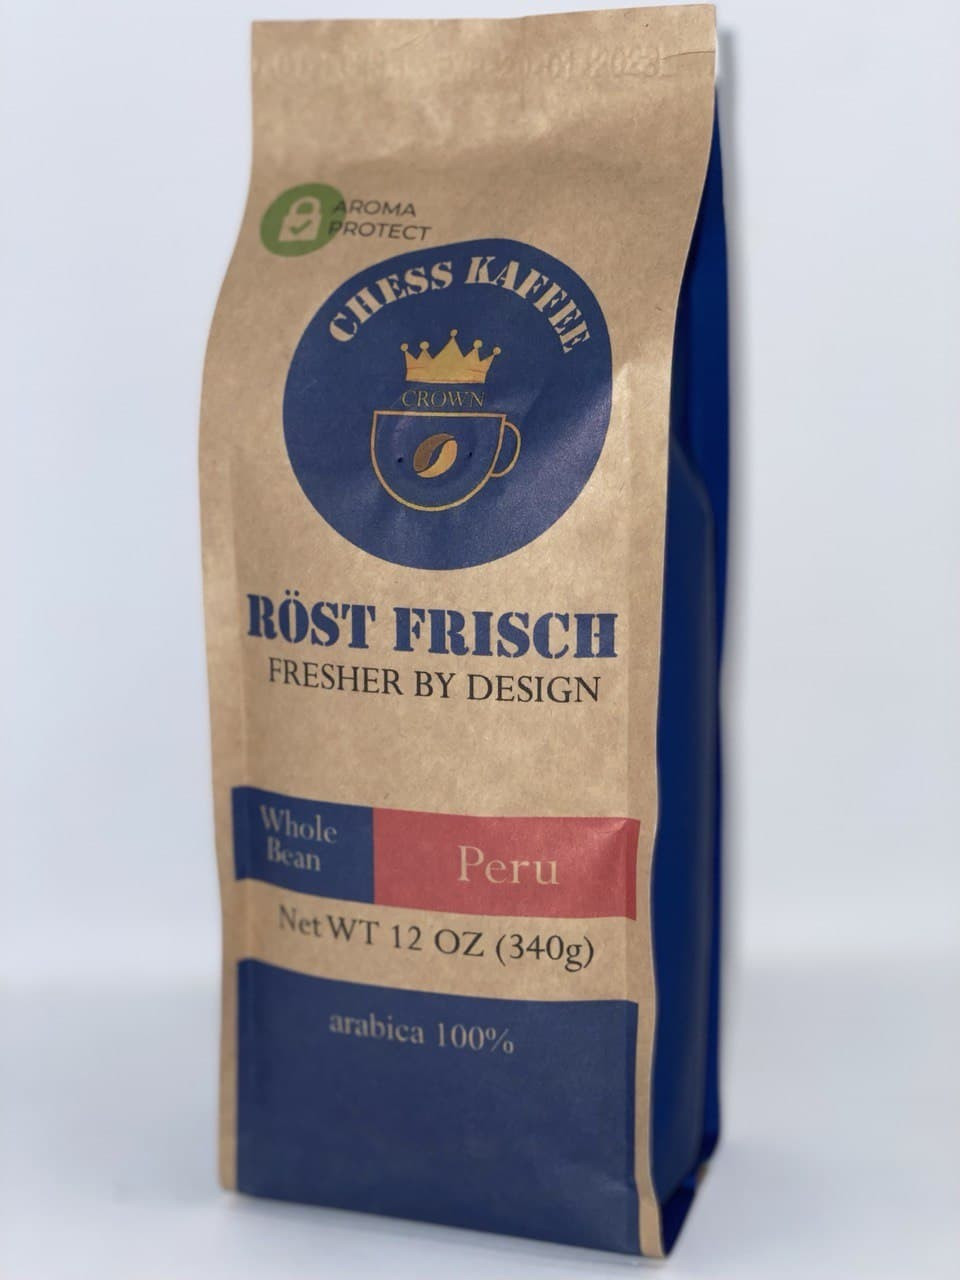 AROMA
PROTECT
CHESS KAFFEE
CROWN
RÖST FRISCH
FRESHER BY DESIGN
Whole
Bean
Peru
Net WT 12 OZ (340g)
arabica 100%